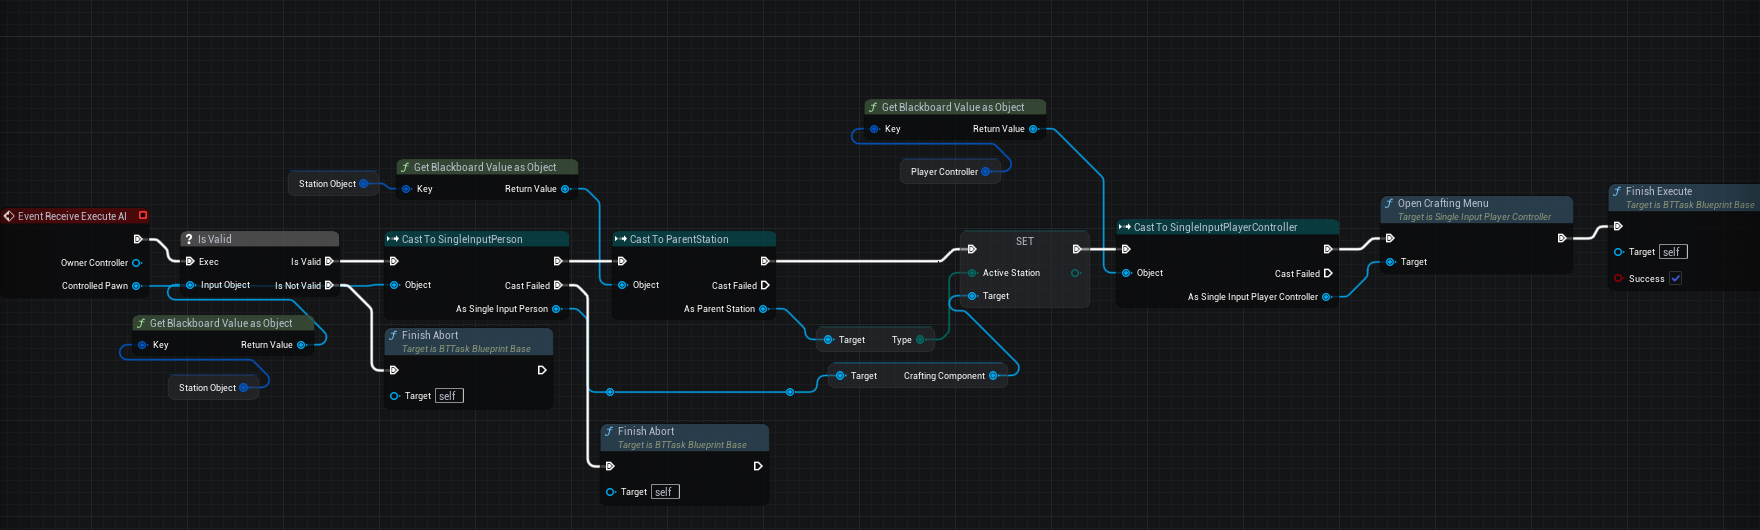 Get Blackboard Value as Object
Key
Return Value
Player Controller
Get Blackboard Value as Object
Station Object
Key
Return Value
Event Receive Execute AI
Owner Controller
Controlled Pawn
Is Valid
Exec
Is Valid
Input Object
Is Not Valid
Get Blackboard Value as Object
Key
Return Value
Station Object
Cast To SingleInputPerson
Object
Cast Failed
As Single Input Person
Finish Abort
Target is BTTask Blueprint Base
Target
self
Cast To ParentStation
Object
Cast Failed
As Parent Station
Finish Abort
Target is BTTask Blueprint Base
Target
self
Target
Type
Target
Crafting Component
SET
Active Station
Target
Cast To SingleInputPlayerController
Object
Cast Failed
As Single Input Player Controller
Open Crafting Menu
Target is Single Input Player Controller
Target
Finish Execute
Target is BTTask Blueprint Base
Target
self
Success